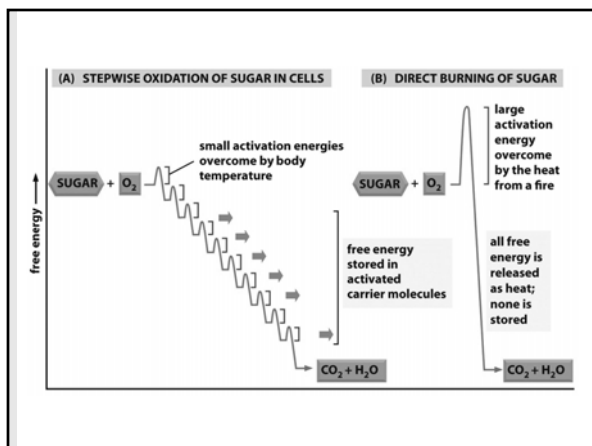 (A) STEPWISE OXIDATION OF SUGAR IN CELLS
small activation energies
overcome by body
temperature
SUGAR + O₂
free energy
free energy
stored in
activated
carrier molecules
CO₂ + H₂O
(B) DIRECT BURNING OF SUGAR
large
activation
energy
overcome
by the heat
from a fire
SUGAR + O₂
all free
energy is
released
as heat;
none is
stored
CO₂ + H₂O